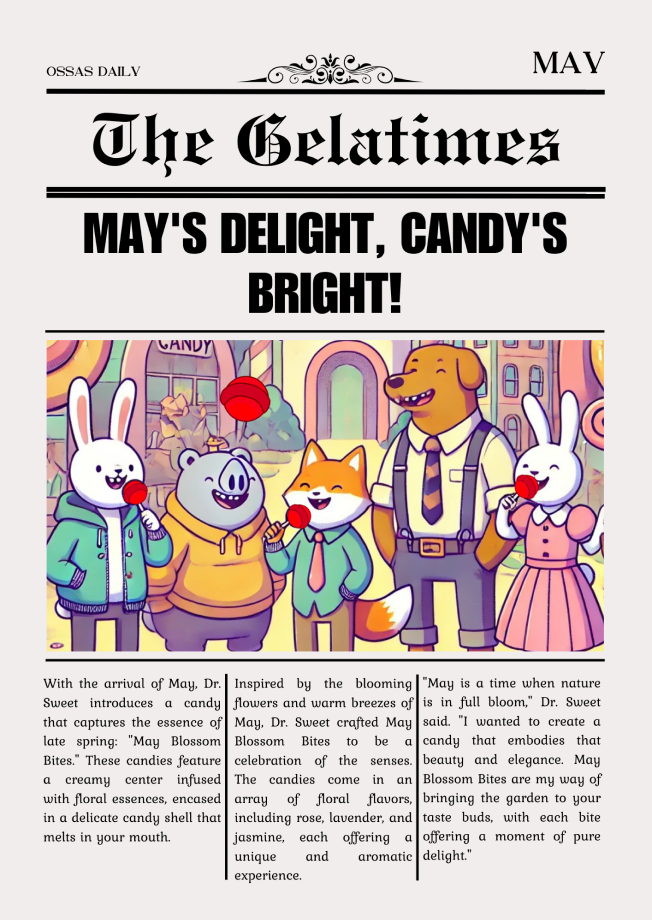 OSSAS DAILY
MAY
The Gelatimes
MAY'S DELIGHT, CANDY'S
BRIGHT!
CANDY
With the arrival of May, Dr.
Sweet introduces a candy
that captures the essence of
late spring: "May Blossom
Bites." These candies feature
a creamy center infused
with floral essences, encased
in a delicate candy shell that
melts in your mouth.
Inspired by the blooming
flowers and warm breezes of
May, Dr. Sweet crafted May
Blossom Bites to be a
celebration of the senses.
The candies come in an
array of floral flavors,
including rose, lavender, and
jasmine, each offering a
unique and aromatic
experience.
"May is a time when nature
is in full bloom," Dr. Sweet
said. "I wanted to create a
candy that embodies that
beauty and elegance. May
Blossom Bites are my way of
bringing the garden to your
taste buds, with each bite
offering a moment of pure
delight."